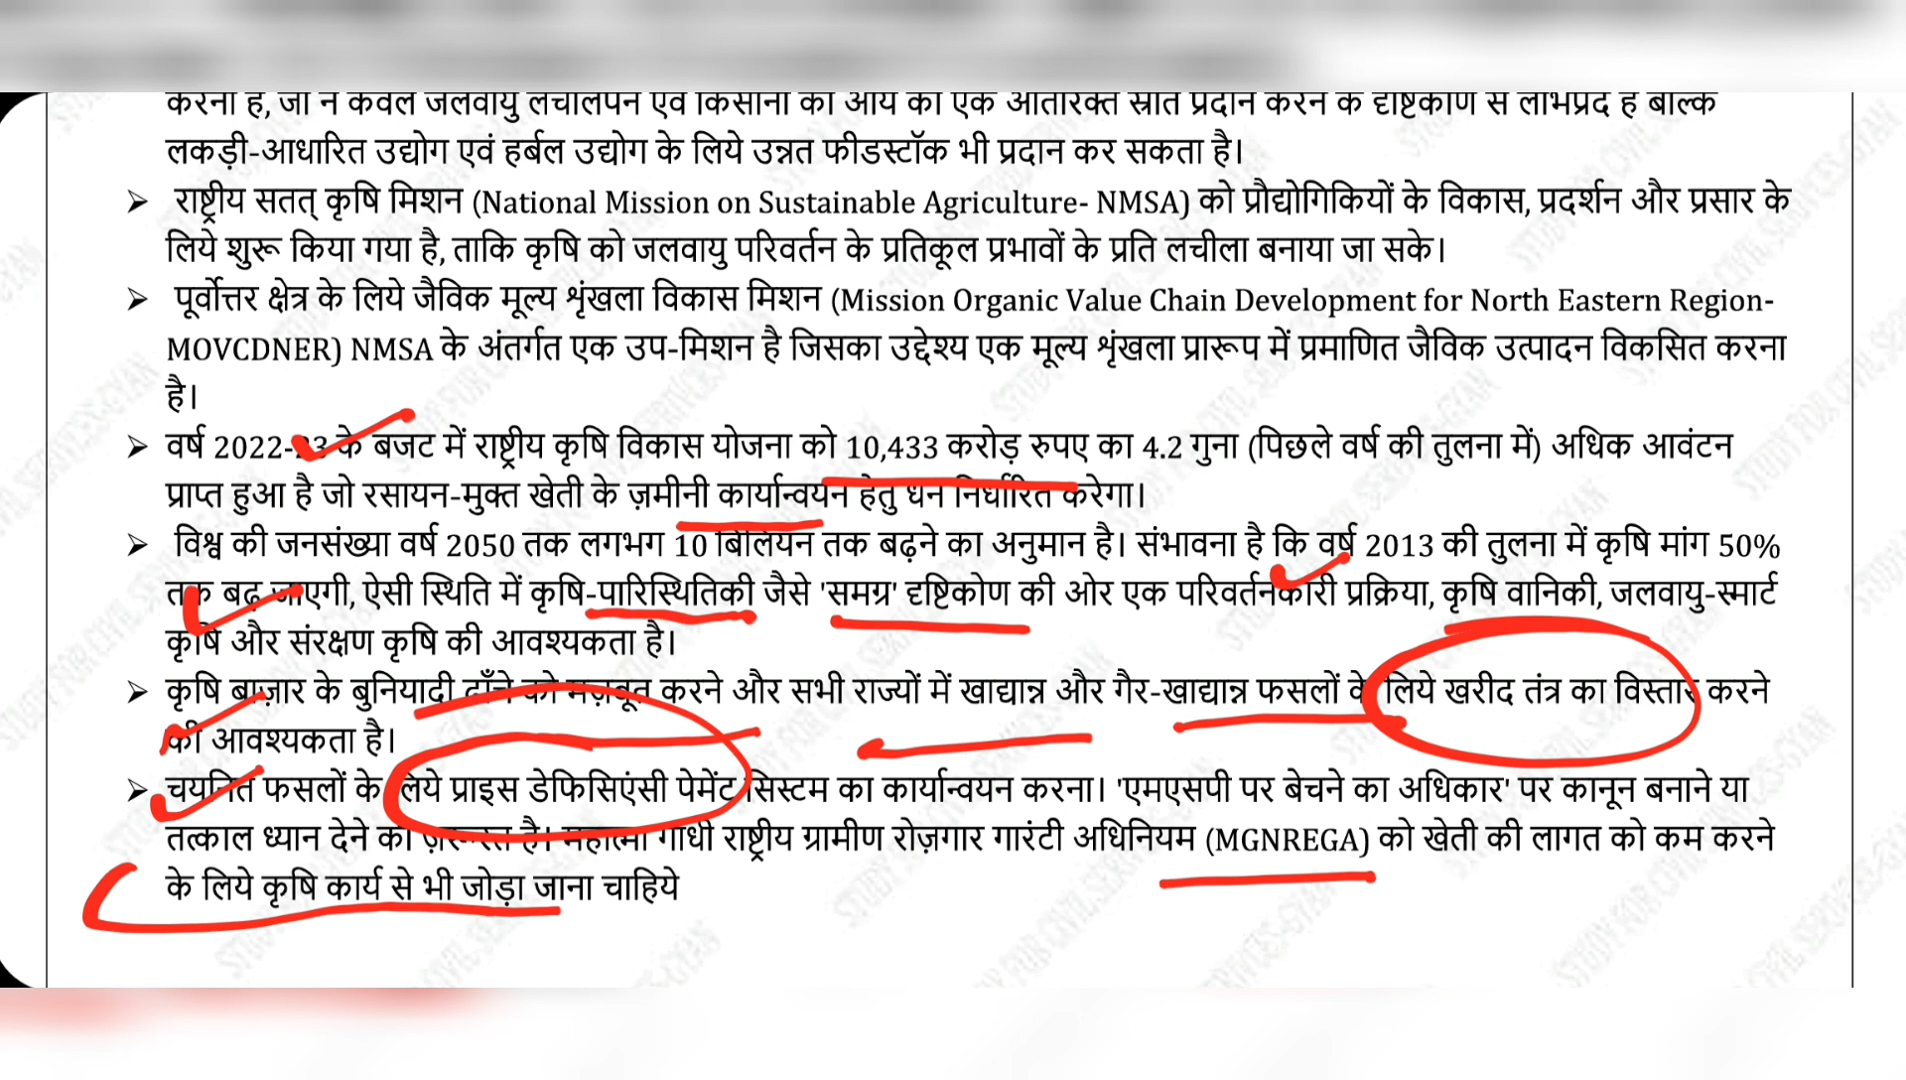 करना है, जो न केवल जलवायु लचीलेपन एवं किसानों की आय का एक अतिरिक्त स्रोत प्रदान करने के दृष्टिकोण से लाभप्रद है बल्कि
लकड़ी-आधारित उद्योग एवं हर्बल उद्योग के लिये उन्नत फीडस्टॉक भी प्रदान कर सकता है।
➢ राष्ट्रीय सतत् कृषि मिशन (National Mission on Sustainable Agriculture- NMSA) को प्रौद्योगिकियों के विकास, प्रदर्शन और प्रसार के
लिये शुरू किया गया है, ताकि कृषि को जलवायु परिवर्तन के प्रतिकूल प्रभावों के प्रति लचीला बनाया जा सके।
➢ पूर्वोत्तर क्षेत्र के लिये जैविक मूल्य शृंखला विकास मिशन (Mission Organic Value Chain Development for North Eastern Region-
MOVCDNER) NMSA के अंतर्गत एक उप-मिशन है जिसका उद्देश्य एक मूल्य शृंखला प्रारूप में प्रमाणित जैविक उत्पादन विकसित करना
है।
➢ वर्ष 2022-23 के बजट में राष्ट्रीय कृषि विकास योजना को 10,433 करोड़ रुपए का 4.2 गुना (पिछले वर्ष की तुलना में) अधिक आवंटन
प्राप्त हुआ है जो रसायन-मुक्त खेती के ज़मीनी कार्यान्वयन हेतु धन निर्धारित करेगा।
➢ विश्व की जनसंख्या वर्ष 2050 तक लगभग 10 बिलियन तक बढ़ने का अनुमान है। संभावना है कि वर्ष 2013 की तुलना में कृषि मांग 50%
तक बढ़ जाएगी, ऐसी स्थिति में कृषि-पारिस्थितिकी जैसे 'समग्र' दृष्टिकोण की ओर एक परिवर्तनकारी प्रक्रिया, कृषि वानिकी, जलवायु-स्मार्ट
कृषि और संरक्षण कृषि की आवश्यकता है।
➢ कृषि बाज़ार के बुनियादी ढाँचे को मज़बूत करने और सभी राज्यों में खाद्यान्न और गैर-खाद्यान्न फसलों के लिये खरीद तंत्र का विस्तार करने
की आवश्यकता है।
➢ चयनित फसलों के लिये प्राइस डेफिसिएंसी पेमेंट सिस्टम का कार्यान्वयन करना। 'एमएसपी पर बेचने का अधिकार' पर कानून बनाने या
तत्काल ध्यान देने की ज़रूरत है। महात्मा गांधी राष्ट्रीय ग्रामीण रोज़गार गारंटी अधिनियम (MGNREGA) को खेती की लागत को कम करने
के लिये कृषि कार्य से भी जोड़ा जाना चाहिये